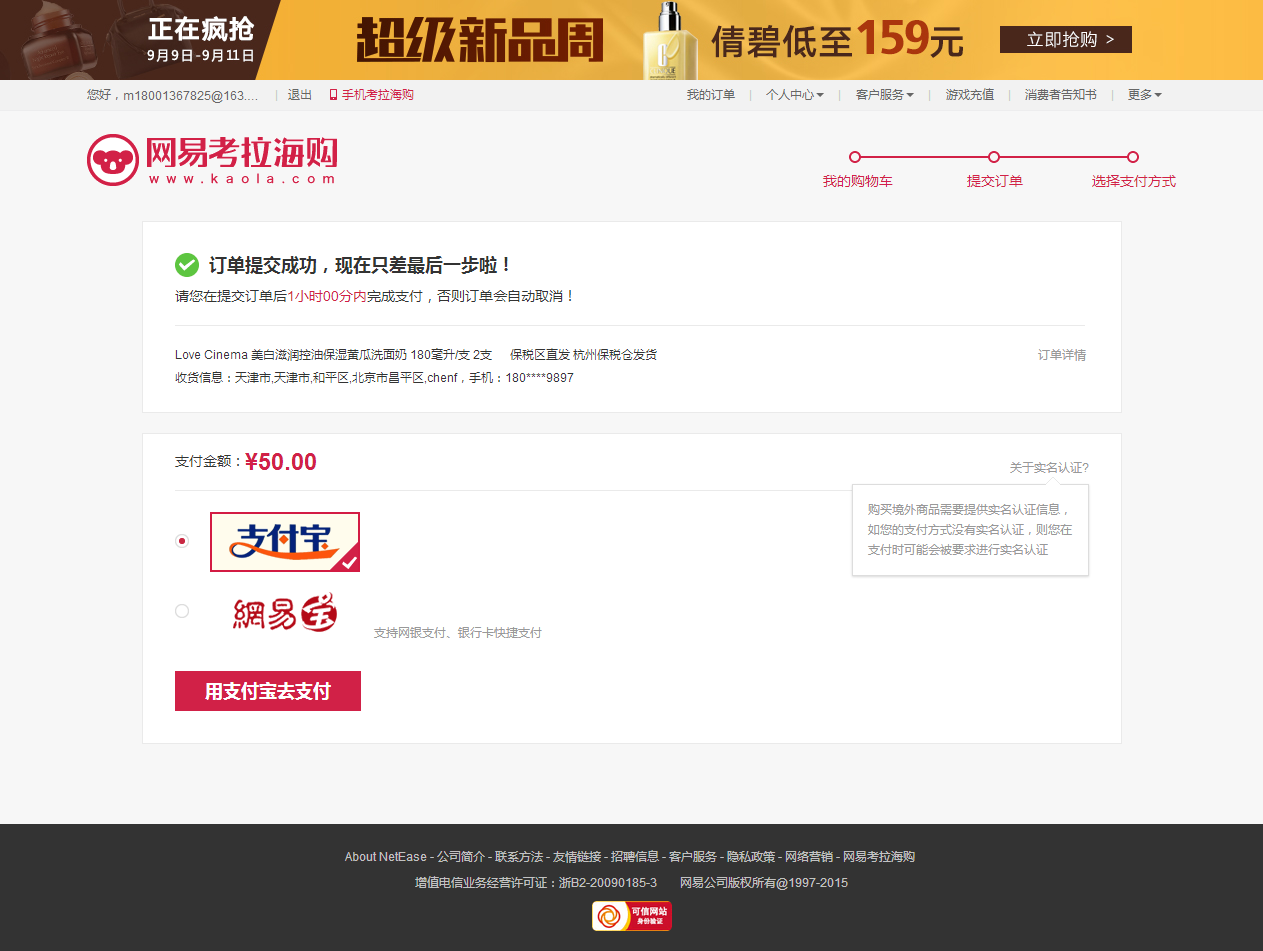 正在疯抢
9月9日-9月11日
超级新品周
倩碧低至159元
立即抢购 >
您好，m18001367825@163.... | 退出 手机考拉海购
我的订单 | 个人中心 | 客户服务 | 游戏充值 | 消费者告知书 | 更多
网易考拉海购
www.kaola.com
我的购物车 提交订单 选择支付方式
订单提交成功，现在只差最后一步啦！
请您在提交订单后1小时00分内完成支付，否则订单会自动取消！
Love Cinema 美白滋润控油保湿黄瓜洗面奶 180毫升/支 2支 保税区直发 杭州保税仓发货 订单详情
收货信息：天津市,天津市,和平区,北京市昌平区,chenf，手机：180****9897
支付金额：¥50.00
关于实名认证?
购买境外商品需要提供实名认证信息，
如您的支付方式没有实名认证，则您在
支付时可能会被要求进行实名认证
支付宝
網易宝
支持网银支付、银行卡快捷支付
用支付宝去支付
About NetEase - 公司简介 - 联系方法 - 友情链接 - 招聘信息 - 客户服务 - 隐私政策 - 网络营销 - 网易考拉海购
增值电信业务经营许可证：浙B2-20090185-3 网易公司版权所有@1997-2015
可信网站
身份验证